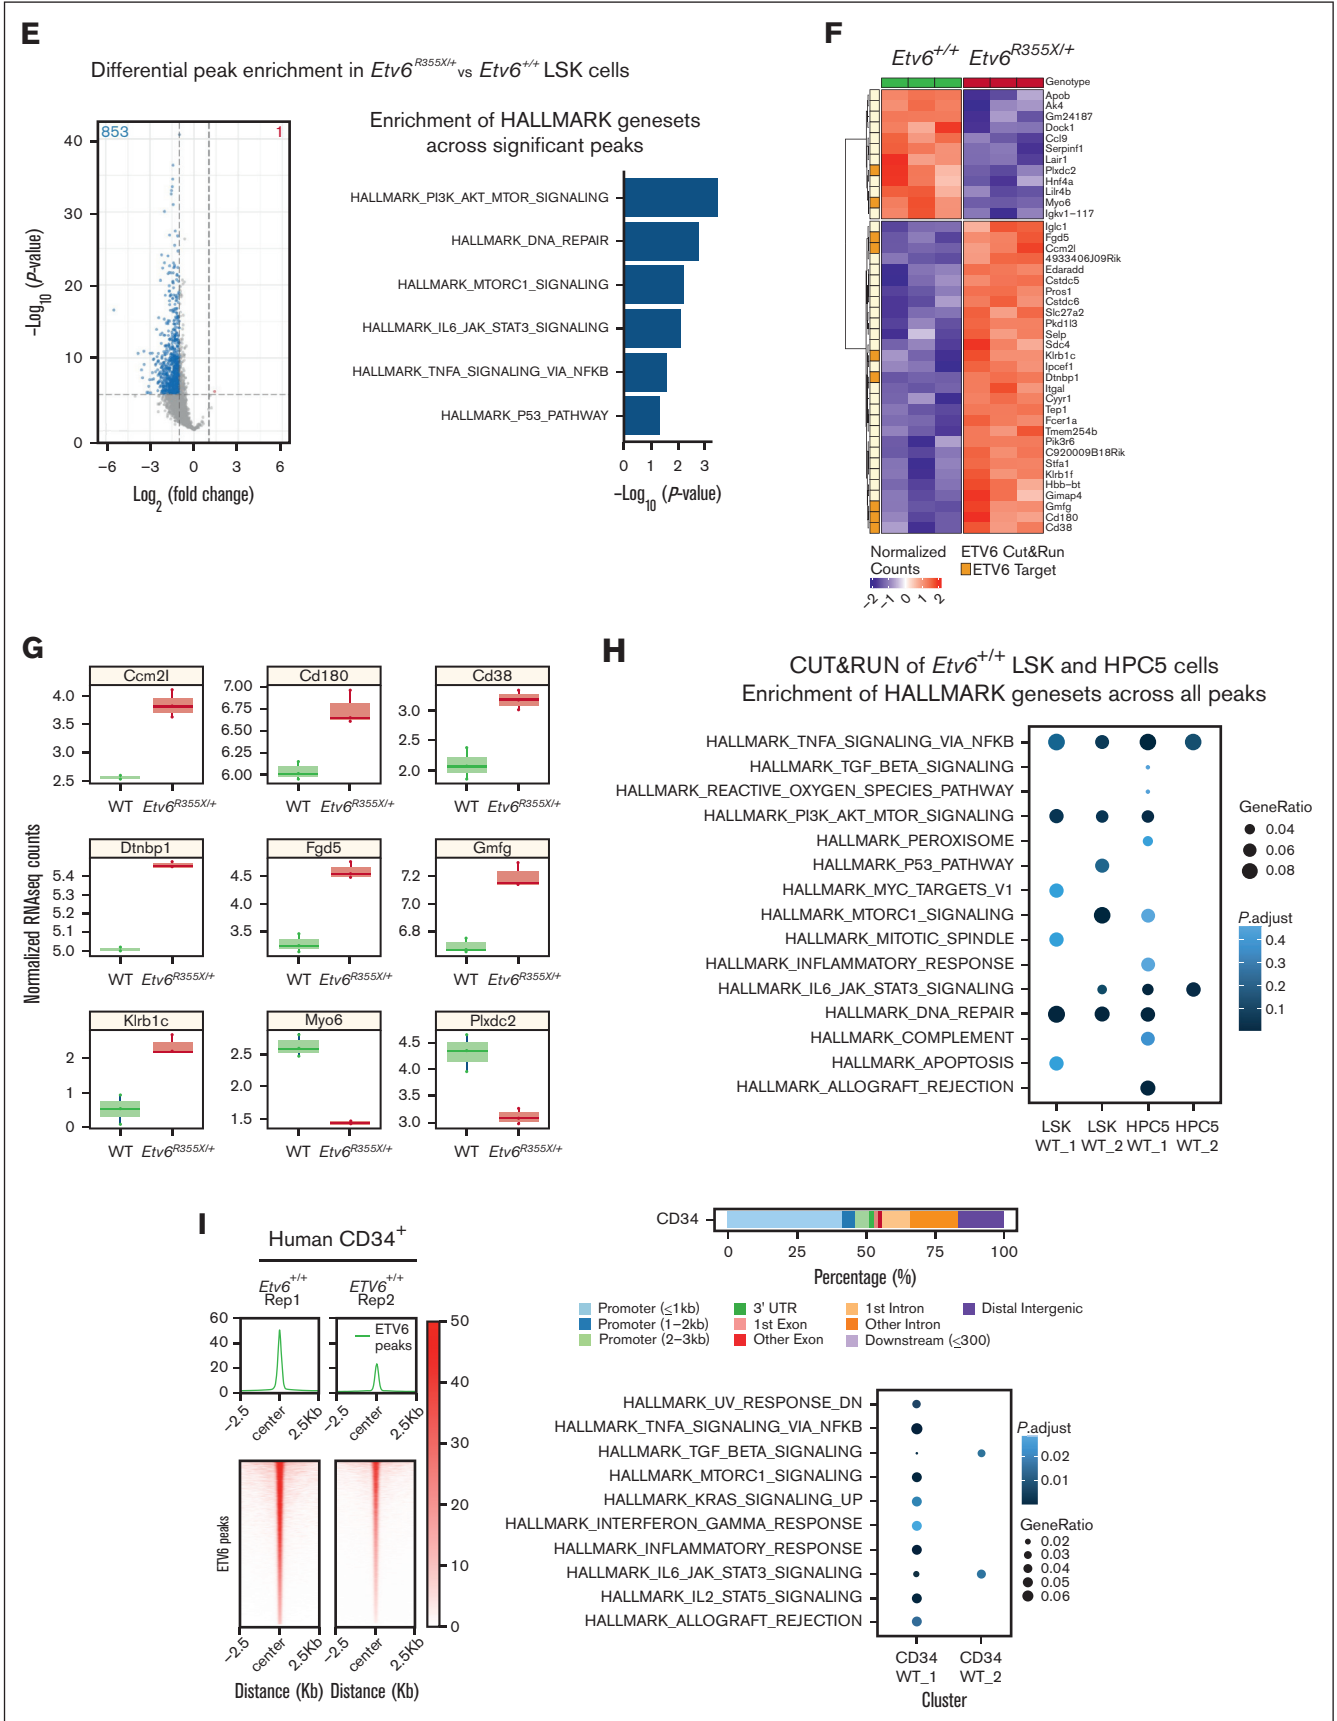 E
Differential peak enrichment in Etv6R355X/+ vs Etv6+/+ LSK cells
853
1
40
30
20
10
0
−Log10 (P-value)
−6 −3 0 3 6
Log2 (fold change)
Enrichment of HALLMARK genesets
across significant peaks
HALLMARK_PI3K_AKT_MTOR_SIGNALING
HALLMARK_DNA_REPAIR
HALLMARK_MTORC1_SIGNALING
HALLMARK_IL6_JAK_STAT3_SIGNALING
HALLMARK_TNFA_SIGNALING_VIA_NFKB
HALLMARK_P53_PATHWAY
0 1 2 3
−Log10 (P-value)
F
Etv6+/+ Etv6R355X/+
Genotype
Apob
Ak4
Gm24187
Dock1
Ccl9
Serpinf1
Lair1
Plxdc2
Hnf4a
Lilr4b
Myo6
Igkv1−117
Iglc1
Fgd5
Ccm2l
4933406J09Rik
Edaradd
Cstdc5
Pros1
Cstdc6
Slc27a2
Pkd1l3
Selp
Sdc4
Klrb1c
Ipcef1
Dtnbp1
Itgal
Cyyr1
Tep1
Fcer1a
Tmem254b
Pik3r6
C920009B18Rik
Stfa1
Klrb1f
Hbb−bt
Gimap4
Gmfg
Cd180
Cd38
Normalized
Counts
−2 −1 0 1 2
ETV6 Cut&Run
ETV6 Target
G
Normalized RNAseq counts
Ccm2l
4.0
3.5
3.0
2.5
WT Etv6R355X/+
Cd180
7.00
6.75
6.50
6.25
6.00
WT Etv6R355X/+
Cd38
3.0
2.5
2.0
WT Etv6R355X/+
Dtnbp1
5.4
5.3
5.2
5.1
5.0
WT Etv6R355X/+
Fgd5
4.5
4.0
3.5
WT Etv6R355X/+
Gmfg
7.2
7.0
6.8
WT Etv6R355X/+
Klrb1c
2
1
0
WT Etv6R355X/+
Myo6
2.5
2.0
1.5
WT Etv6R355X/+
Plxdc2
4.5
4.0
3.5
3.0
WT Etv6R355X/+
H
CUT&RUN of Etv6+/+ LSK and HPC5 cells
Enrichment of HALLMARK genesets across all peaks
HALLMARK_TNFA_SIGNALING_VIA_NFKB
HALLMARK_TGF_BETA_SIGNALING
HALLMARK_REACTIVE_OXYGEN_SPECIES_PATHWAY
HALLMARK_PI3K_AKT_MTOR_SIGNALING
HALLMARK_PEROXISOME
HALLMARK_P53_PATHWAY
HALLMARK_MYC_TARGETS_V1
HALLMARK_MTORC1_SIGNALING
HALLMARK_MITOTIC_SPINDLE
HALLMARK_INFLAMMATORY_RESPONSE
HALLMARK_IL6_JAK_STAT3_SIGNALING
HALLMARK_DNA_REPAIR
HALLMARK_COMPLEMENT
HALLMARK_APOPTOSIS
HALLMARK_ALLOGRAFT_REJECTION
LSK LSK HPC5 HPC5
WT_1 WT_2 WT_1 WT_2
GeneRatio
0.04
0.06
0.08
P.adjust
0.4
0.3
0.2
0.1
I
Human CD34+
Etv6+/+
Rep1
ETV6+/+
Rep2
60
40
20
0
ETV6
peaks
−2.5 center 2.5Kb −2.5 center 2.5Kb
ETV6 peaks
50
40
30
20
10
0
−2.5 center 2.5Kb −2.5 center 2.5Kb
Distance (Kb) Distance (Kb)
CD34
0 25 50 75 100
Percentage (%)
Promoter (≤1kb)
Promoter (1−2kb)
Promoter (2−3kb)
3' UTR
1st Exon
Other Exon
1st Intron
Other Intron
Downstream (≤300)
Distal Intergenic
HALLMARK_UV_RESPONSE_DN
HALLMARK_TNFA_SIGNALING_VIA_NFKB
HALLMARK_TGF_BETA_SIGNALING
HALLMARK_MTORC1_SIGNALING
HALLMARK_KRAS_SIGNALING_UP
HALLMARK_INTERFERON_GAMMA_RESPONSE
HALLMARK_INFLAMMATORY_RESPONSE
HALLMARK_IL6_JAK_STAT3_SIGNALING
HALLMARK_IL2_STAT5_SIGNALING
HALLMARK_ALLOGRAFT_REJECTION
CD34 CD34
WT_1 WT_2
Cluster
P.adjust
0.02
0.01
GeneRatio
0.02
0.03
0.04
0.05
0.06